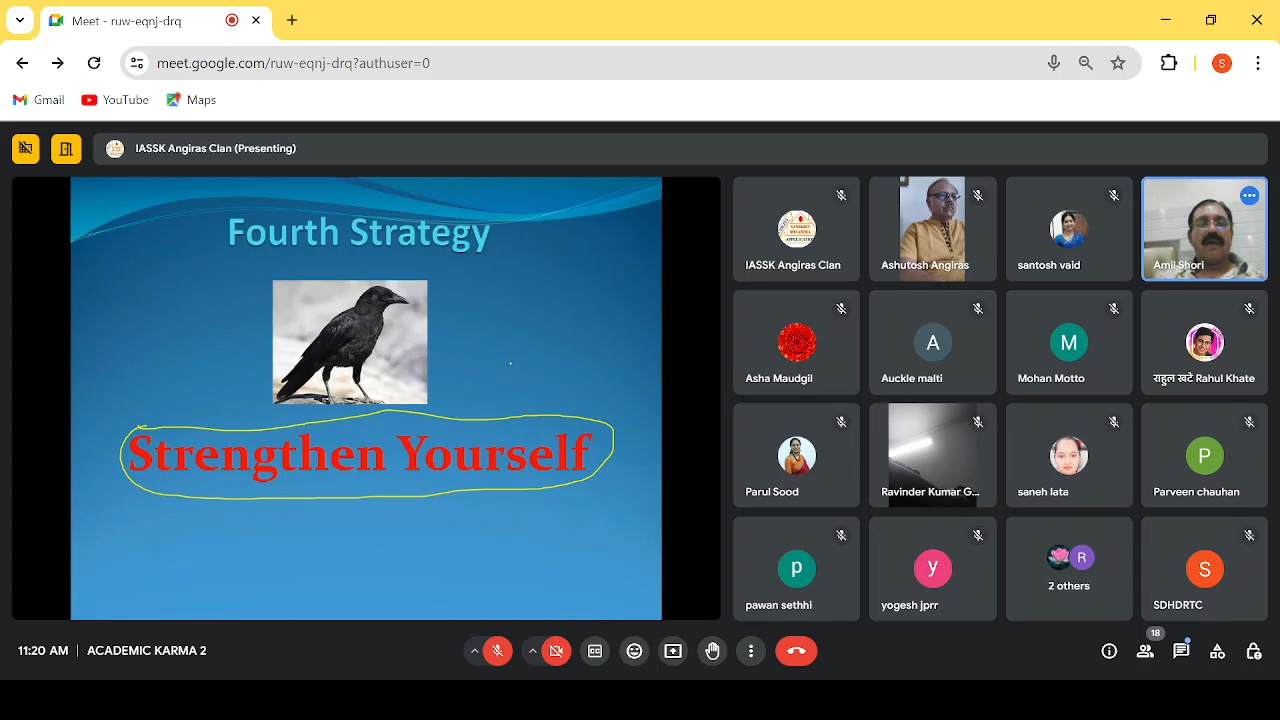 Meet - ruw-eqnj-drq
meet.google.com/ruw-eqnj-drq?authuser=0
S
Gmail
YouTube
Maps
IASSK Angiras Clan (Presenting)
Fourth Strategy
Strengthen Yourself
IASSK Angiras Clan
Ashutosh Angiras
santosh vaid
Amil Shori
Asha Maudgil
A
Auckle malti
M
Mohan Motto
राहुल खटे Rahul Khate
Parul Sood
Ravinder Kumar G...
saneh lata
P
Parveen chauhan
p
pawan sethhi
y
yogesh jprr
R
2 others
S
SDHDRTC
11:20 AM | ACADEMIC KARMA 2
18